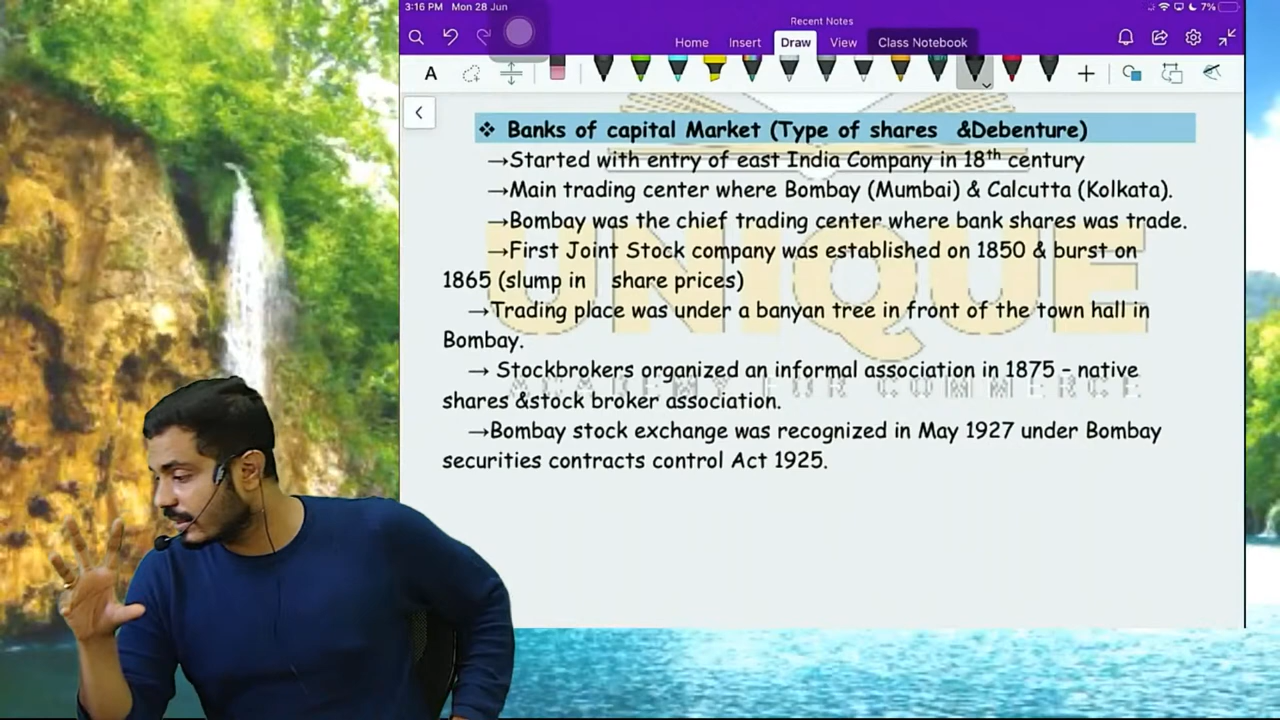 3:16 PM Mon 28 Jun
7%
Recent Notes
Home Insert Draw View Class Notebook
A
❖ Banks of capital Market (Type of shares &Debenture)
→Started with entry of east India Company in 18th century
→Main trading center where Bombay (Mumbai) & Calcutta (Kolkata).
→Bombay was the chief trading center where bank shares was trade.
→First Joint Stock company was established on 1850 & burst on
1865 (slump in share prices)
→Trading place was under a banyan tree in front of the town hall in
Bombay.
→ Stockbrokers organized an informal association in 1875 – native
shares &stock broker association.
→Bombay stock exchange was recognized in May 1927 under Bombay
securities contracts control Act 1925.
UNIQUE
ACADEMY FOR COMMERCE